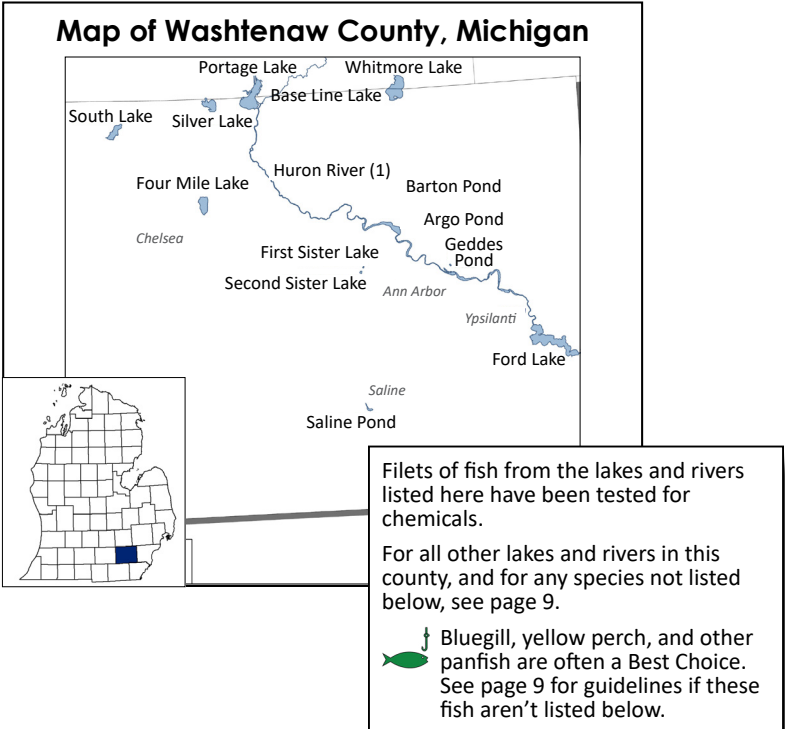 Map of Washtenaw County, Michigan
Portage Lake
Whitmore Lake
Base Line Lake
South Lake
Silver Lake
Huron River (1)
Four Mile Lake
Barton Pond
Argo Pond
Chelsea
Geddes
Pond
First Sister Lake
Second Sister Lake
Ann Arbor
Ypsilanti
Ford Lake
Saline
Saline Pond
Filets of fish from the lakes and rivers
listed here have been tested for
chemicals.
For all other lakes and rivers in this
county, and for any species not listed
below, see page 9.
Bluegill, yellow perch, and other
panfish are often a Best Choice.
See page 9 for guidelines if these
fish aren't listed below.